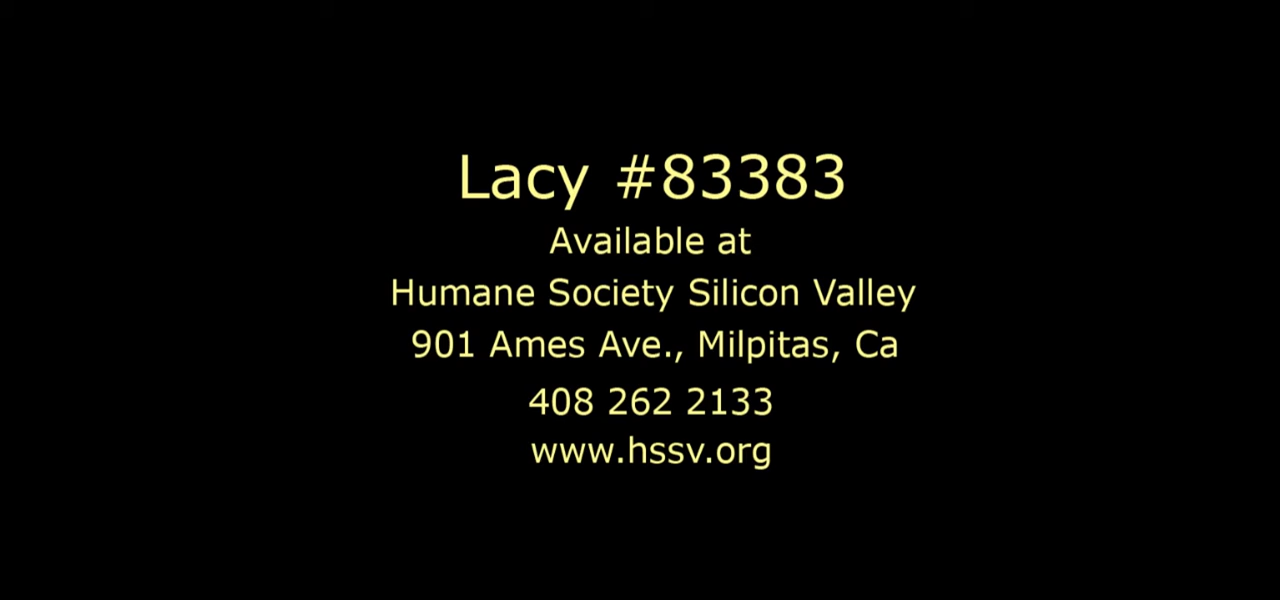 Lacy #83383
Available at
Humane Society Silicon Valley
901 Ames Ave., Milpitas, Ca
408 262 2133
www.hssv.org